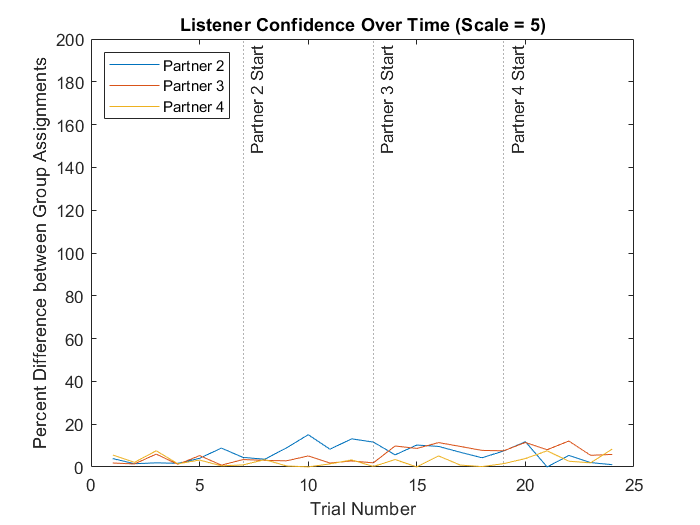 Listener Confidence Over Time (Scale = 5)
Percent Difference between Group Assignments
200
180
160
140
120
100
80
60
40
20
0
Partner 2
Partner 3
Partner 4
Partner 2 Start
Partner 3 Start
Partner 4 Start
0
5
10
15
20
25
Trial Number